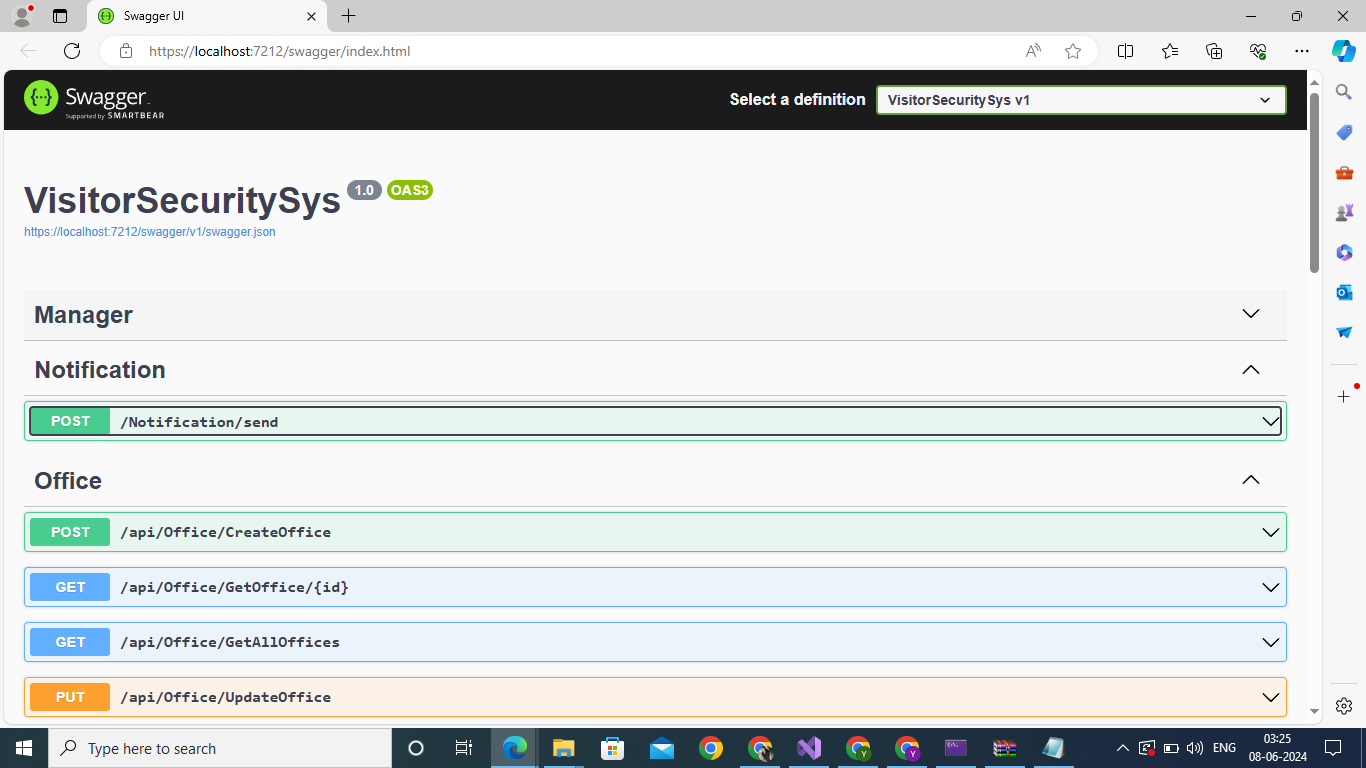 Swagger UI
https://localhost:7212/swagger/index.html
Swagger
Supported by SMARTBEAR
Select a definition
VisitorSecuritySys v1
VisitorSecuritySys 1.0 OAS3
https://localhost:7212/swagger/v1/swagger.json
Manager
Notification
POST /Notification/send
Office
POST /api/Office/CreateOffice
GET /api/Office/GetOffice/{id}
GET /api/Office/GetAllOffices
PUT /api/Office/UpdateOffice
Type here to search
ENG
03:25
08-06-2024